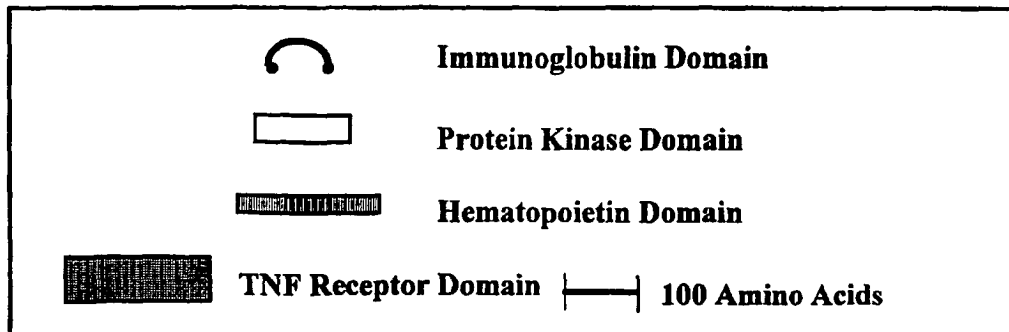 Immunoglobulin Domain
Protein Kinase Domain
Hematopoietin Domain
TNF Receptor Domain 100 Amino Acids